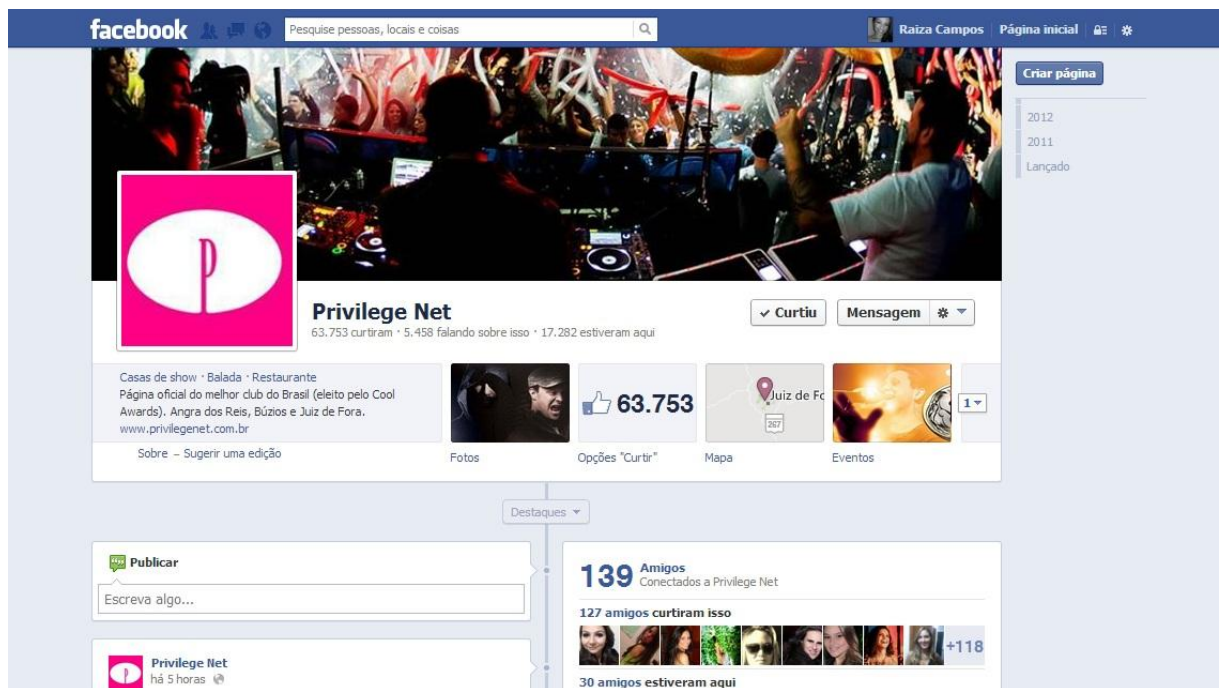 facebook
Pesquise pessoas, locais e coisas
Raiza Campos
Página inicial
Criar página
2012
2011
Lançado
P
Privilege Net
63.753 curtiram · 5.458 falando sobre isso · 17.282 estiveram aqui
Curtiu
Mensagem
Casas de show · Balada · Restaurante
Página oficial do melhor club do Brasil (eleito pelo Cool
Awards). Angra dos Reis, Búzios e Juiz de Fora.
www.privilegenet.com.br
Sobre – Sugerir uma edição
Fotos
63.753
Opções "Curtir"
Juiz de Fo
267
Mapa
Eventos
1
Destaques
Publicar
Escreva algo...
Privilege Net
há 5 horas
139 Amigos
Conectados a Privilege Net
127 amigos curtiram isso
+118
30 amigos estiveram aqui